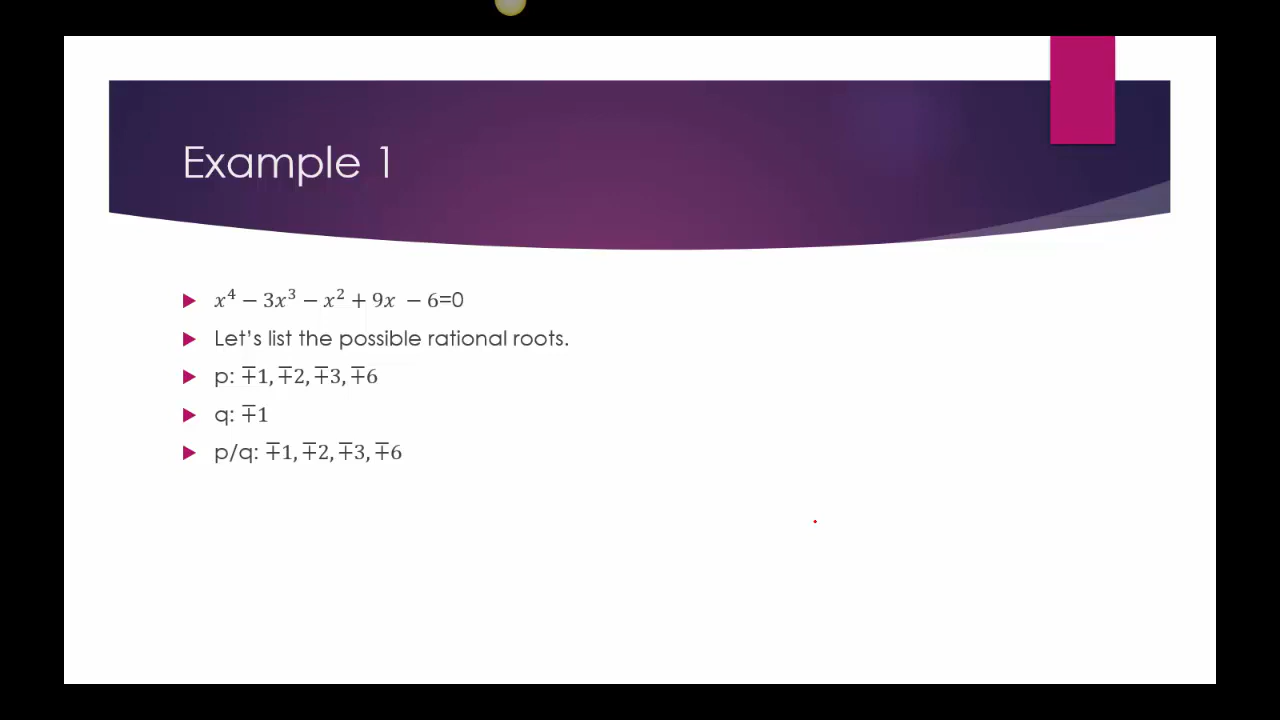 Example 1
x⁴ − 3x³ − x² + 9x − 6=0
Let's list the possible rational roots.
p: ∓1, ∓2, ∓3, ∓6
q: ∓1
p/q: ∓1, ∓2, ∓3, ∓6